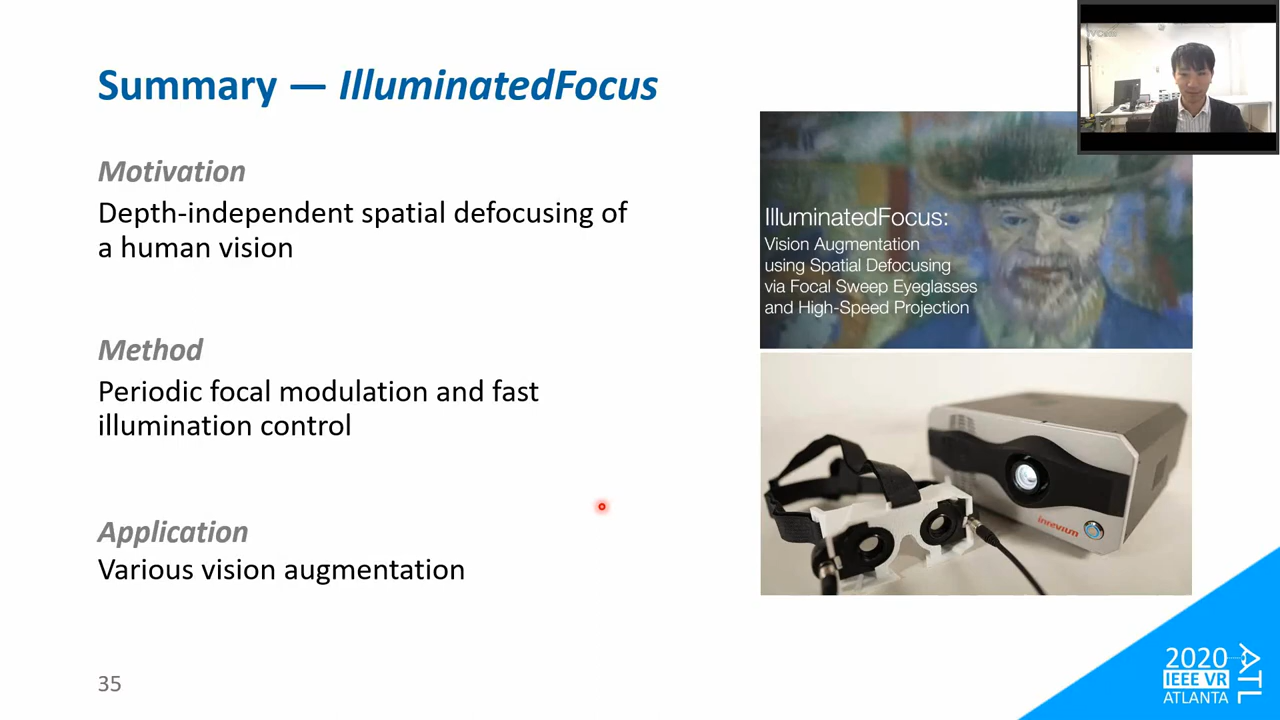 Summary — IlluminatedFocus
Motivation
Depth-independent spatial defocusing of
a human vision
Method
Periodic focal modulation and fast
illumination control
Application
Various vision augmentation
IlluminatedFocus:
Vision Augmentation
using Spatial Defocusing
via Focal Sweep Eyeglasses
and High-Speed Projection
inrevium
35
2020
IEEE VR
ATLANTA
ATL